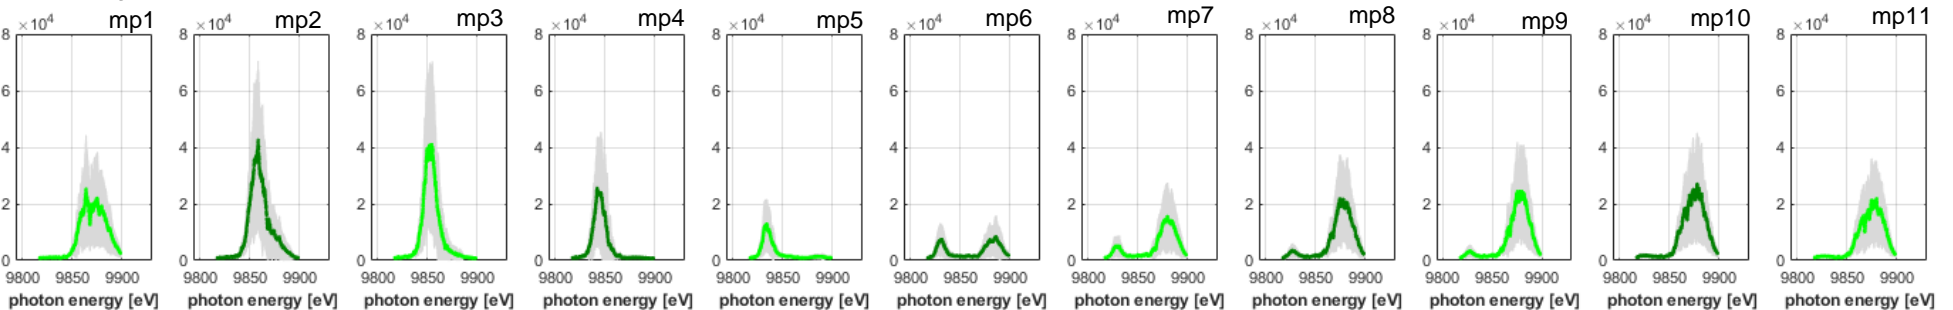 ×10⁴ mp1 ×10⁴ mp2 ×10⁴ mp3 ×10⁴ mp4 ×10⁴ mp5 ×10⁴ mp6 ×10⁴ mp7 ×10⁴ mp8 ×10⁴ mp9 ×10⁴ mp10 ×10⁴ mp11
8 8 8 8 8 8 8 8 8 8 8
6 6 6 6 6 6 6 6 6 6 6
4 4 4 4 4 4 4 4 4 4 4
2 2 2 2 2 2 2 2 2 2 2
0 0 0 0 0 0 0 0 0 0 0
9800 9850 9900 9800 9850 9900 9800 9850 9900 9800 9850 9900 9800 9850 9900 9800 9850 9900 9800 9850 9900 9800 9850 9900 9800 9850 9900 9800 9850 9900 9800 9850 9900
photon energy [eV] photon energy [eV] photon energy [eV] photon energy [eV] photon energy [eV] photon energy [eV] photon energy [eV] photon energy [eV] photon energy [eV] photon energy [eV] photon energy [eV]